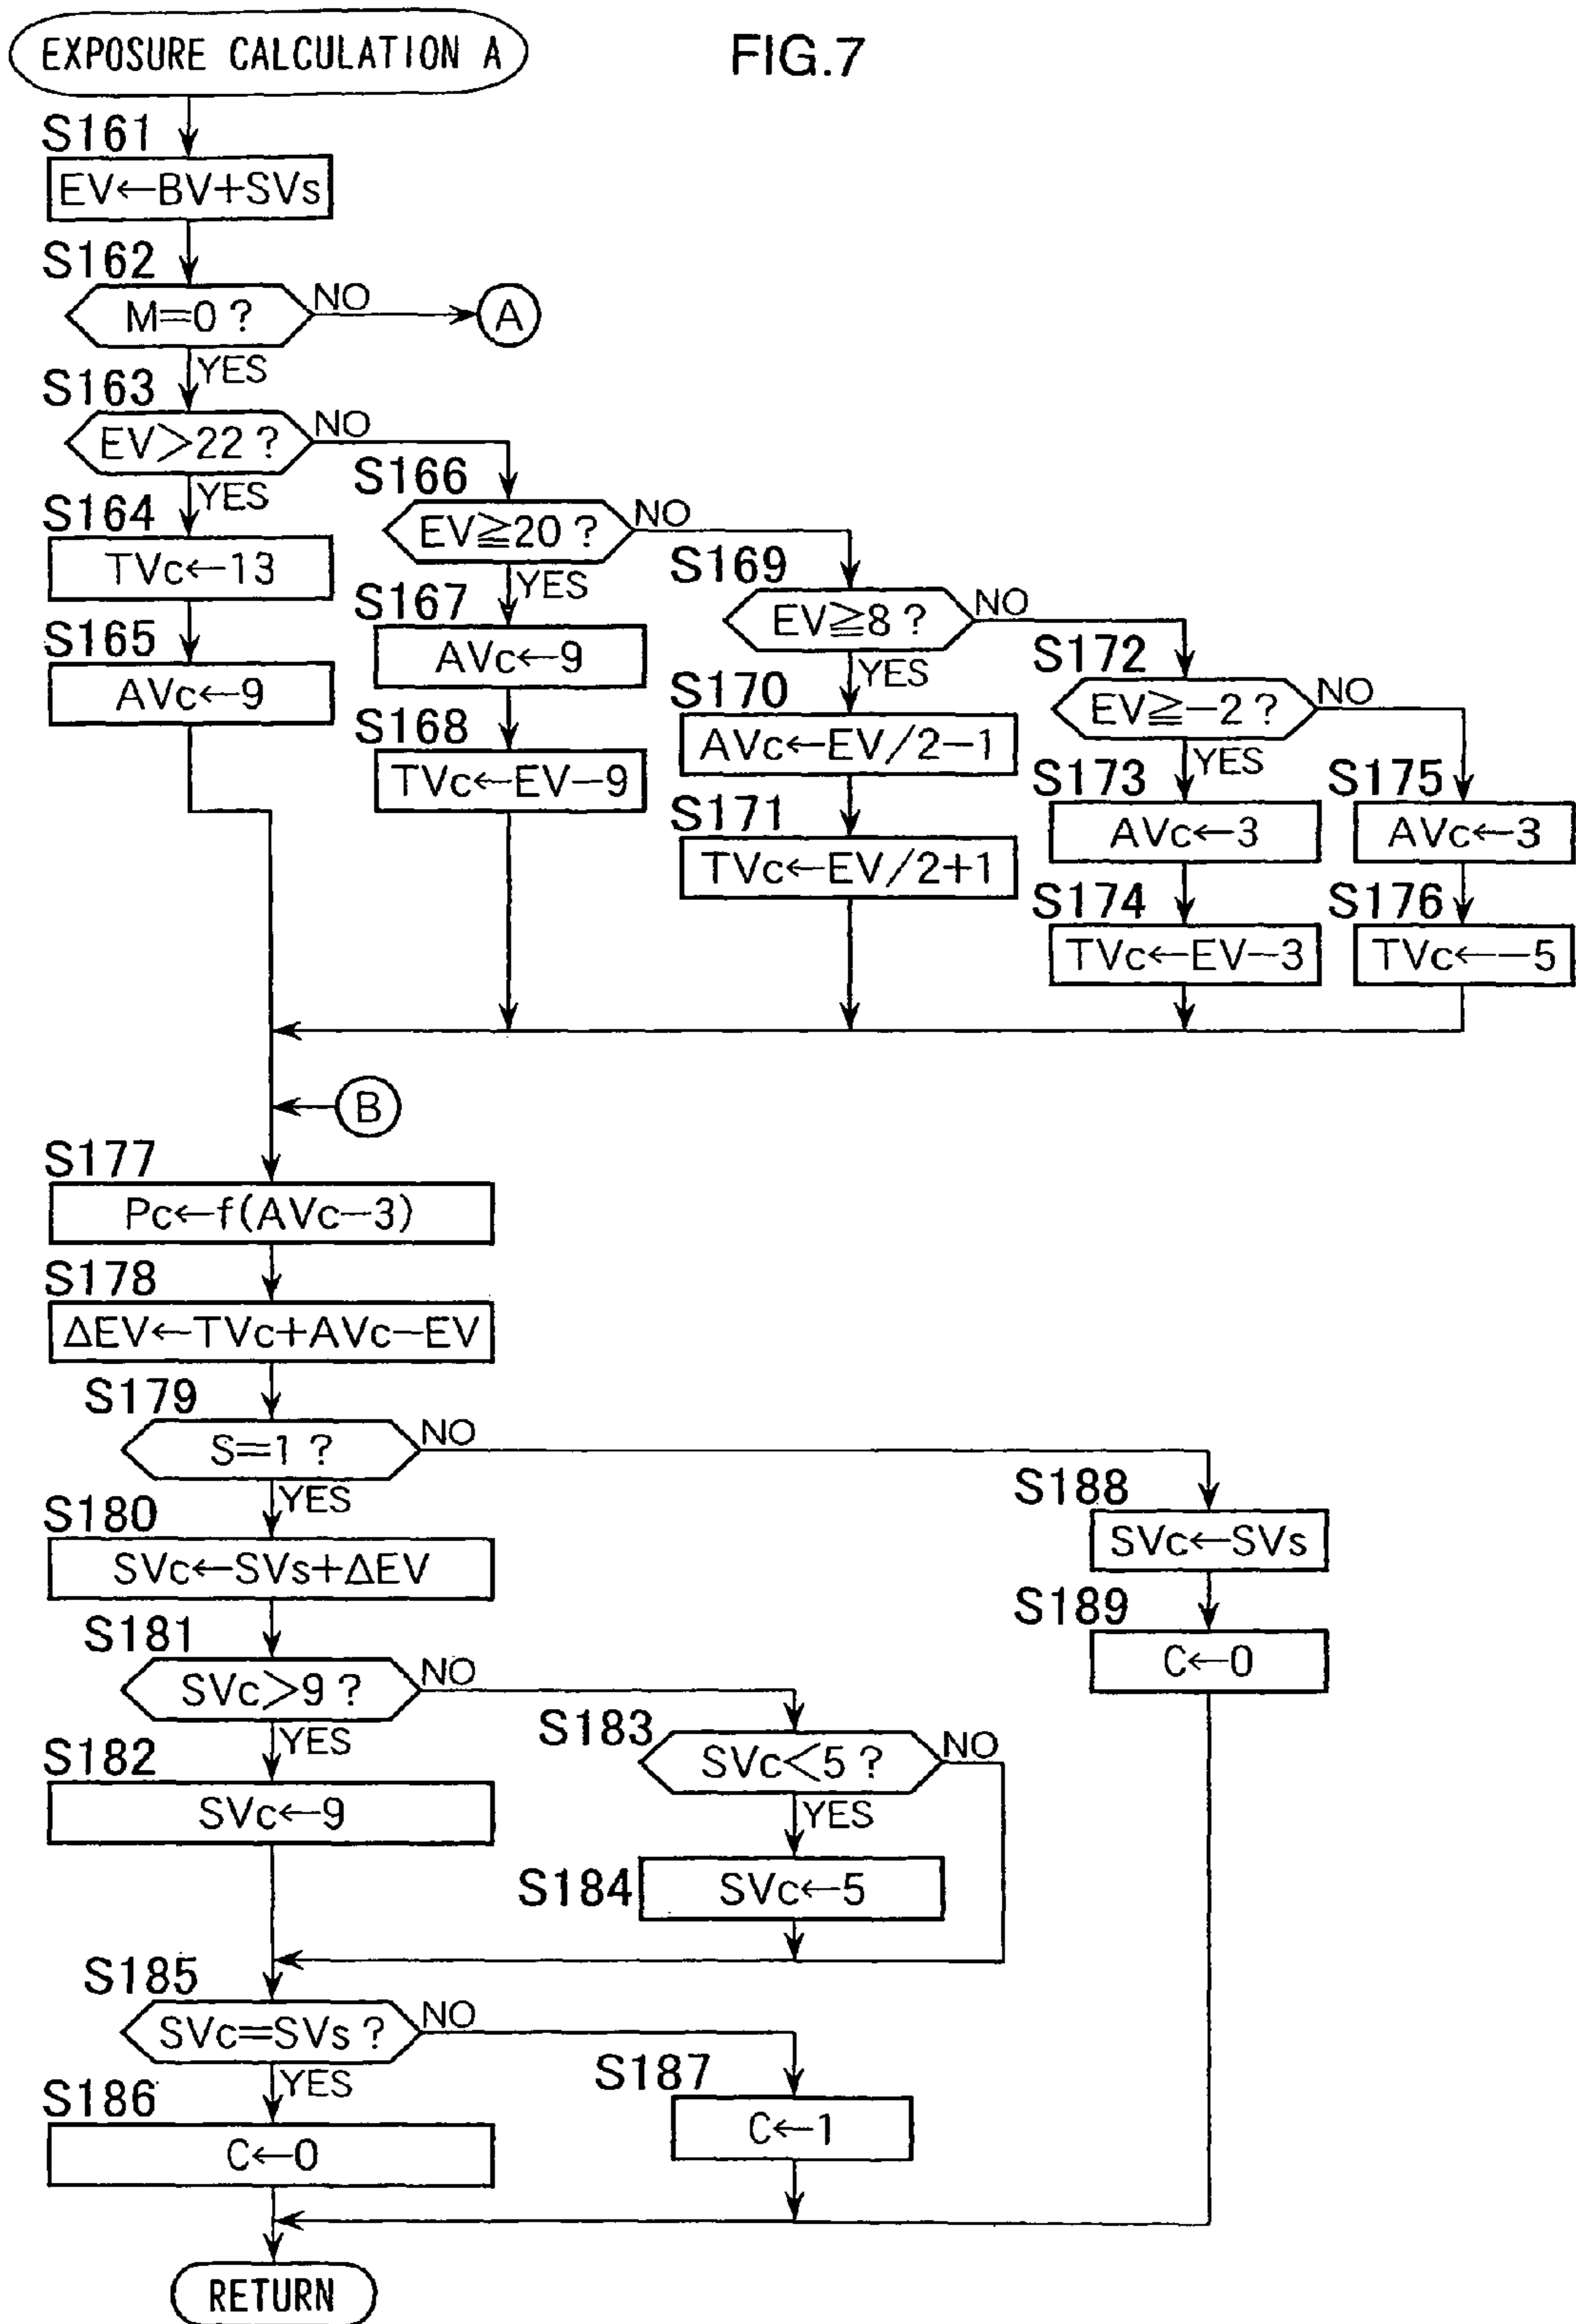 EXPOSURE CALCULATION A
FIG.7
S161
EV←BV+SVs
S162
M=0 ?
NO
A
YES
S163
EV>22 ?
NO
YES
S164
TVc←13
S165
AVc←9
S166
EV≧20 ?
NO
YES
S167
AVc←9
S168
TVc←EV−9
S169
EV≧8 ?
NO
YES
S170
AVc←EV/2−1
S171
TVc←EV/2+1
S172
EV≧−2 ?
NO
YES
S173
AVc←3
S174
TVc←EV−3
S175
AVc←3
S176
TVc←−5
B
S177
Pc←f(AVc−3)
S178
ΔEV←TVc+AVc−EV
S179
S=1 ?
NO
YES
S180
SVc←SVs+ΔEV
S181
SVc>9 ?
NO
YES
S182
SVc←9
S183
SVc<5 ?
NO
YES
S184
SVc←5
S185
SVc=SVs ?
NO
YES
S186
C←0
S187
C←1
S188
SVc←SVs
S189
C←0
RETURN